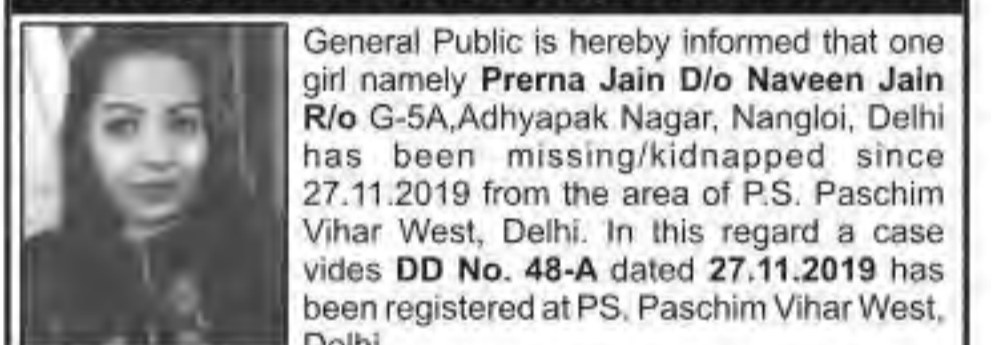 General Public is hereby informed that one
girl namely Prerna Jain D/o Naveen Jain
R/o G-5A,Adhyapak Nagar, Nangloi, Delhi
has been missing/kidnapped since
27.11.2019 from the area of P.S. Paschim
Vihar West, Delhi. In this regard a case
vides DD No. 48-A dated 27.11.2019 has
been registered at PS. Paschim Vihar West,
Delhi